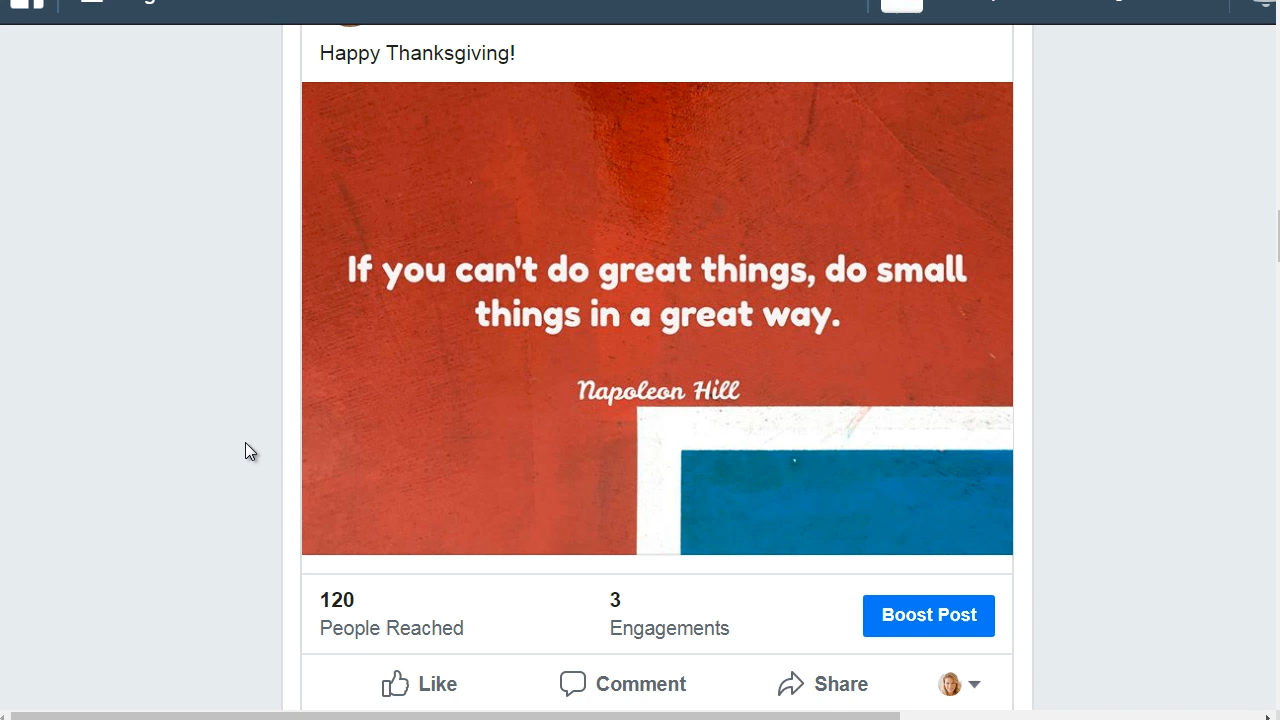 Happy Thanksgiving!
If you can't do great things, do small
things in a great way.
Napoleon Hill
120
People Reached
3
Engagements
Boost Post
Like
Comment
Share